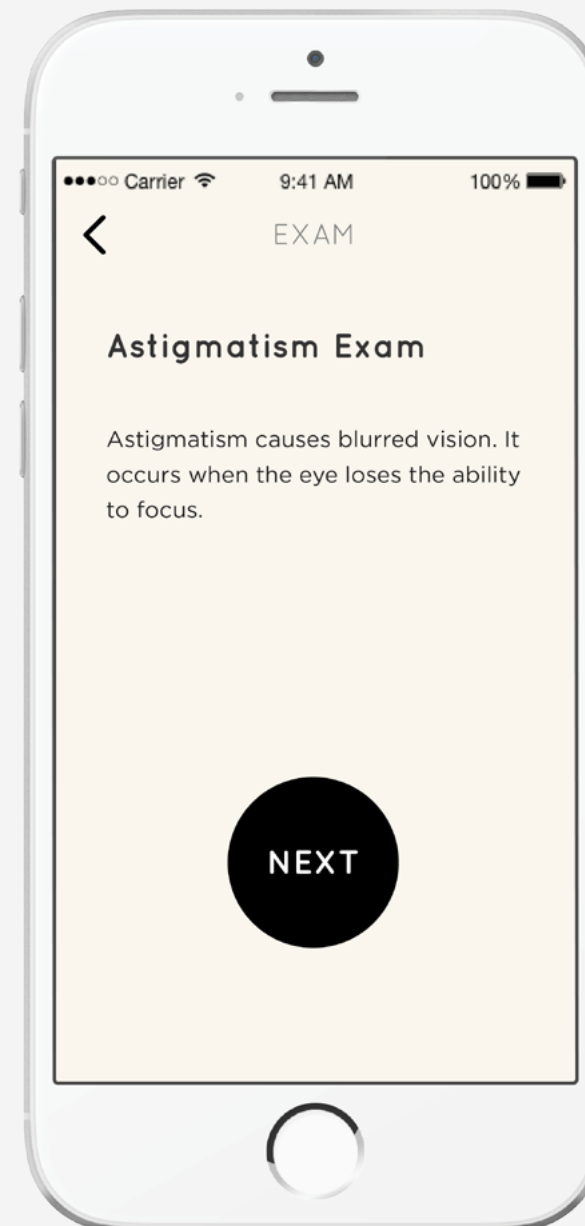 Carrier 9:41 AM 100%
EXAM
Astigmatism Exam
Astigmatism causes blurred vision. It
occurs when the eye loses the ability
to focus.
NEXT